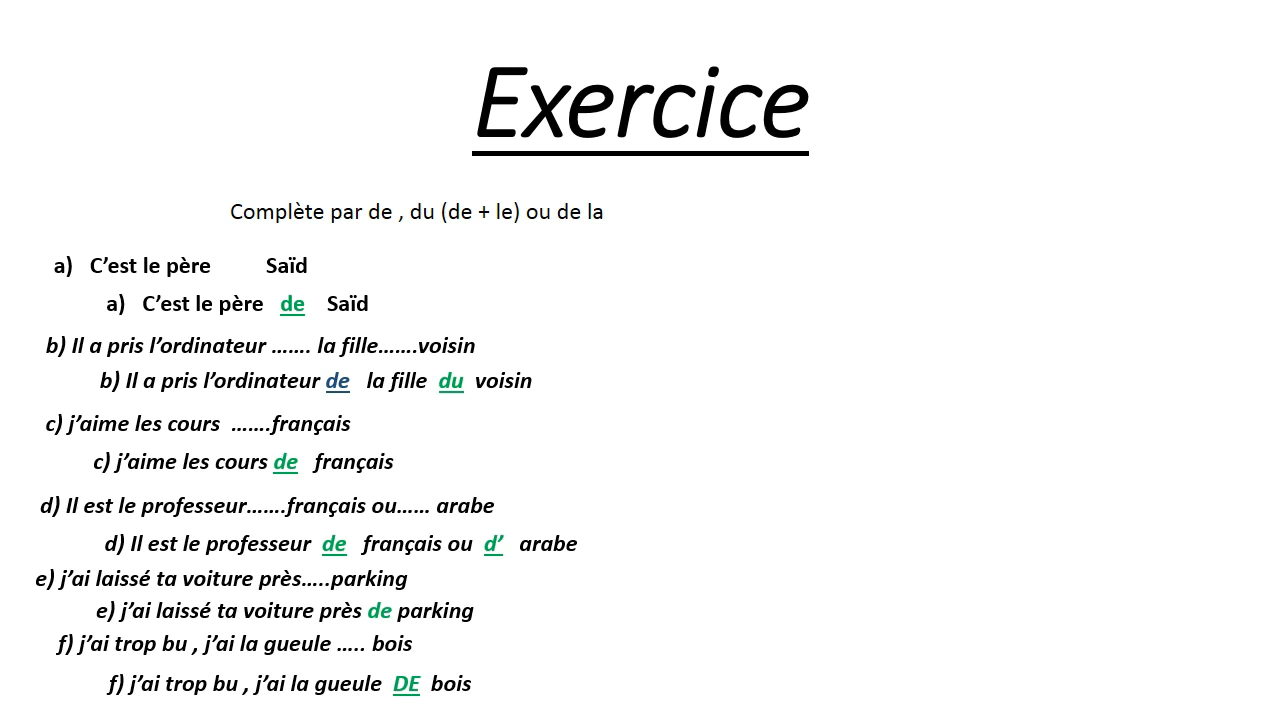 Exercice
Complète par de , du (de + le) ou de la
a) C’est le père Saïd
a) C’est le père de Saïd
b) Il a pris l’ordinateur ……. la fille…….voisin
b) Il a pris l’ordinateur de la fille du voisin
c) j’aime les cours …….français
c) j’aime les cours de français
d) Il est le professeur…….français ou…… arabe
d) Il est le professeur de français ou d’ arabe
e) j’ai laissé ta voiture près…..parking
e) j’ai laissé ta voiture près de parking
f) j’ai trop bu , j’ai la gueule ….. bois
f) j’ai trop bu , j’ai la gueule DE bois